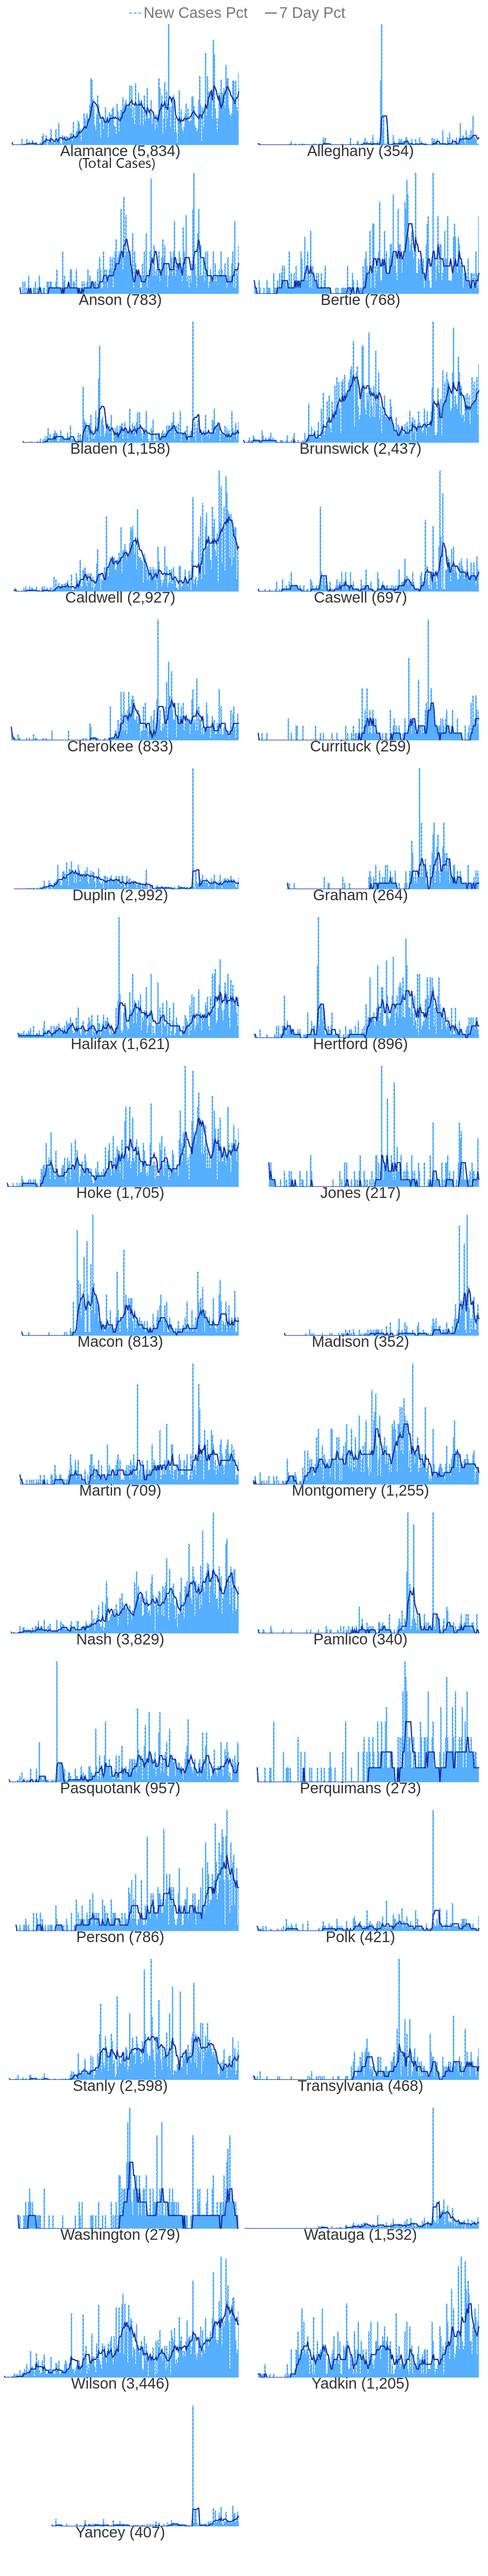 New Cases Pct 7 Day Pct
Alamance (5,834) Alleghany (354)
(Total Cases)
Anson (783) Bertie (768)
Bladen (1,158) Brunswick (2,437)
Caldwell (2,927) Caswell (697)
Cherokee (833) Currituck (259)
Duplin (2,992) Graham (264)
Halifax (1,621) Hertford (896)
Hoke (1,705) Jones (217)
Macon (813) Madison (352)
Martin (709) Montgomery (1,255)
Nash (3,829) Pamlico (340)
Pasquotank (957) Perquimans (273)
Person (786) Polk (421)
Stanly (2,598) Transylvania (468)
Washington (279) Watauga (1,532)
Wilson (3,446) Yadkin (1,205)
Yancey (407)